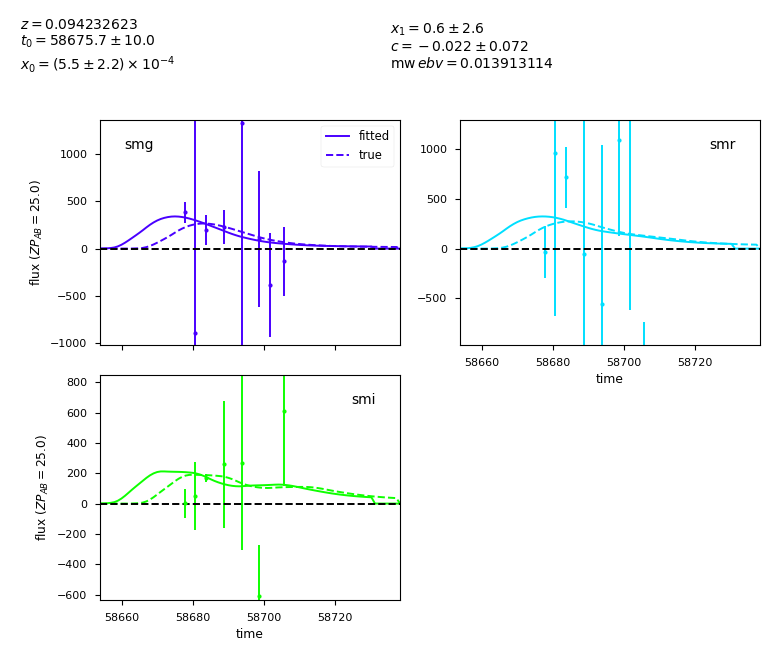 z = 0.094232623
t₀ = 58675.7 ± 10.0
x₀ = (5.5 ± 2.2) × 10⁻⁴
x₁ = 0.6 ± 2.6
c = −0.022 ± 0.072
mw ebv = 0.013913114
smg
fitted
true
1000
500
0
−500
−1000
flux (ZP_AB = 25.0)
smr
1000
500
0
−500
58660 58680 58700 58720
time
smi
800
600
400
200
0
−200
−400
−600
flux (ZP_AB = 25.0)
58660 58680 58700 58720
time